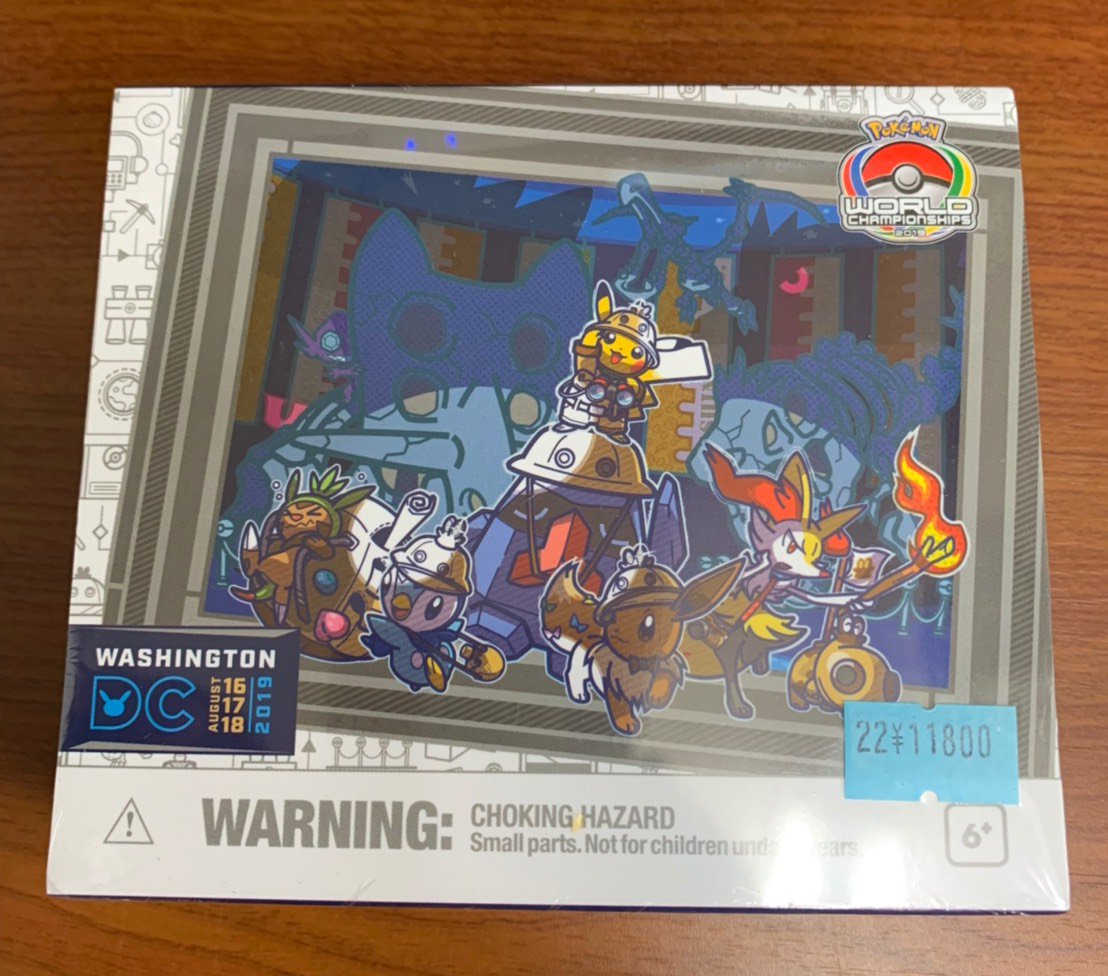 POKéMON
WORLD
CHAMPIONSHIPS
2019
WASHINGTON
DC
AUGUST
16
17
18
2019
22¥11800
WARNING: CHOKING HAZARD
Small parts. Not for children ears.
6+